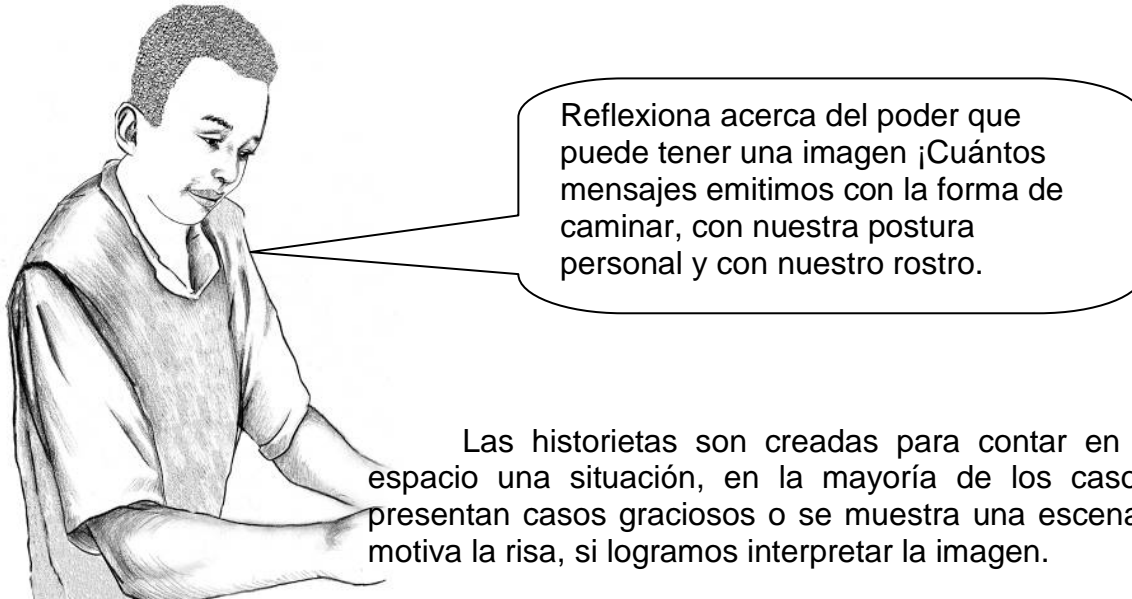 Reflexiona acerca del poder que
puede tener una imagen ¡Cuántos
mensajes emitimos con la forma de
caminar, con nuestra postura
personal y con nuestro rostro.
Las historietas son creadas para contar en
espacio una situación, en la mayoría de los
presentan casos graciosos o se muestra una
motiva la risa, si logramos interpretar la imagen.